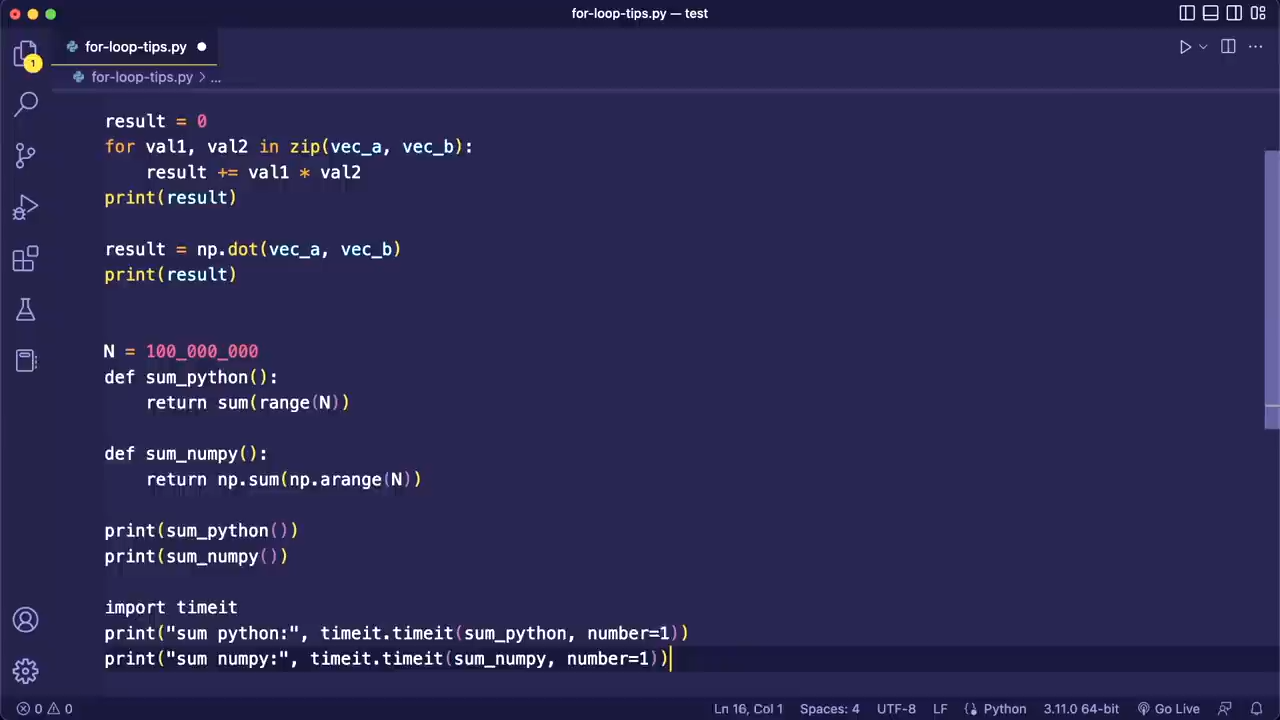 for-loop-tips.py — test
for-loop-tips.py
for-loop-tips.py > ...
1
result = 0
for val1, val2 in zip(vec_a, vec_b):
    result += val1 * val2
print(result)
result = np.dot(vec_a, vec_b)
print(result)
N = 100_000_000
def sum_python():
    return sum(range(N))
def sum_numpy():
    return np.sum(np.arange(N))
print(sum_python())
print(sum_numpy())
import timeit
print("sum python:", timeit.timeit(sum_python, number=1))
print("sum numpy:", timeit.timeit(sum_numpy, number=1))
0 0 Ln 16, Col 1 Spaces: 4 UTF-8 LF Python 3.11.0 64-bit Go Live